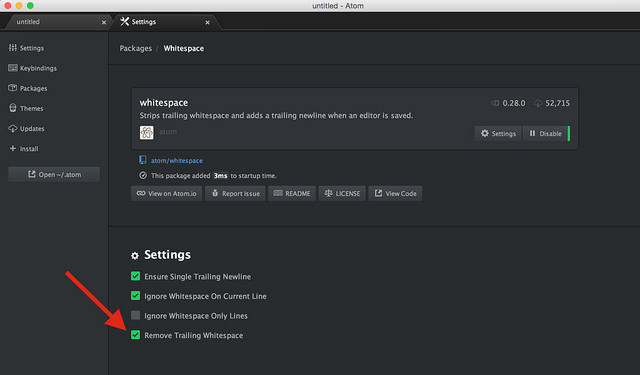 untitled - Atom
untitled
Settings
Settings
Keybindings
Packages
Themes
Updates
Install
Open ~/.atom
Packages / Whitespace
whitespace
0.28.0 52,715
Strips trailing whitespace and adds a trailing newline when an editor is saved.
atom
Settings Disable
atom/whitespace
This package added 3ms to startup time.
View on Atom.io Report Issue README LICENSE View Code
Settings
Ensure Single Trailing Newline
Ignore Whitespace On Current Line
Ignore Whitespace Only Lines
Remove Trailing Whitespace